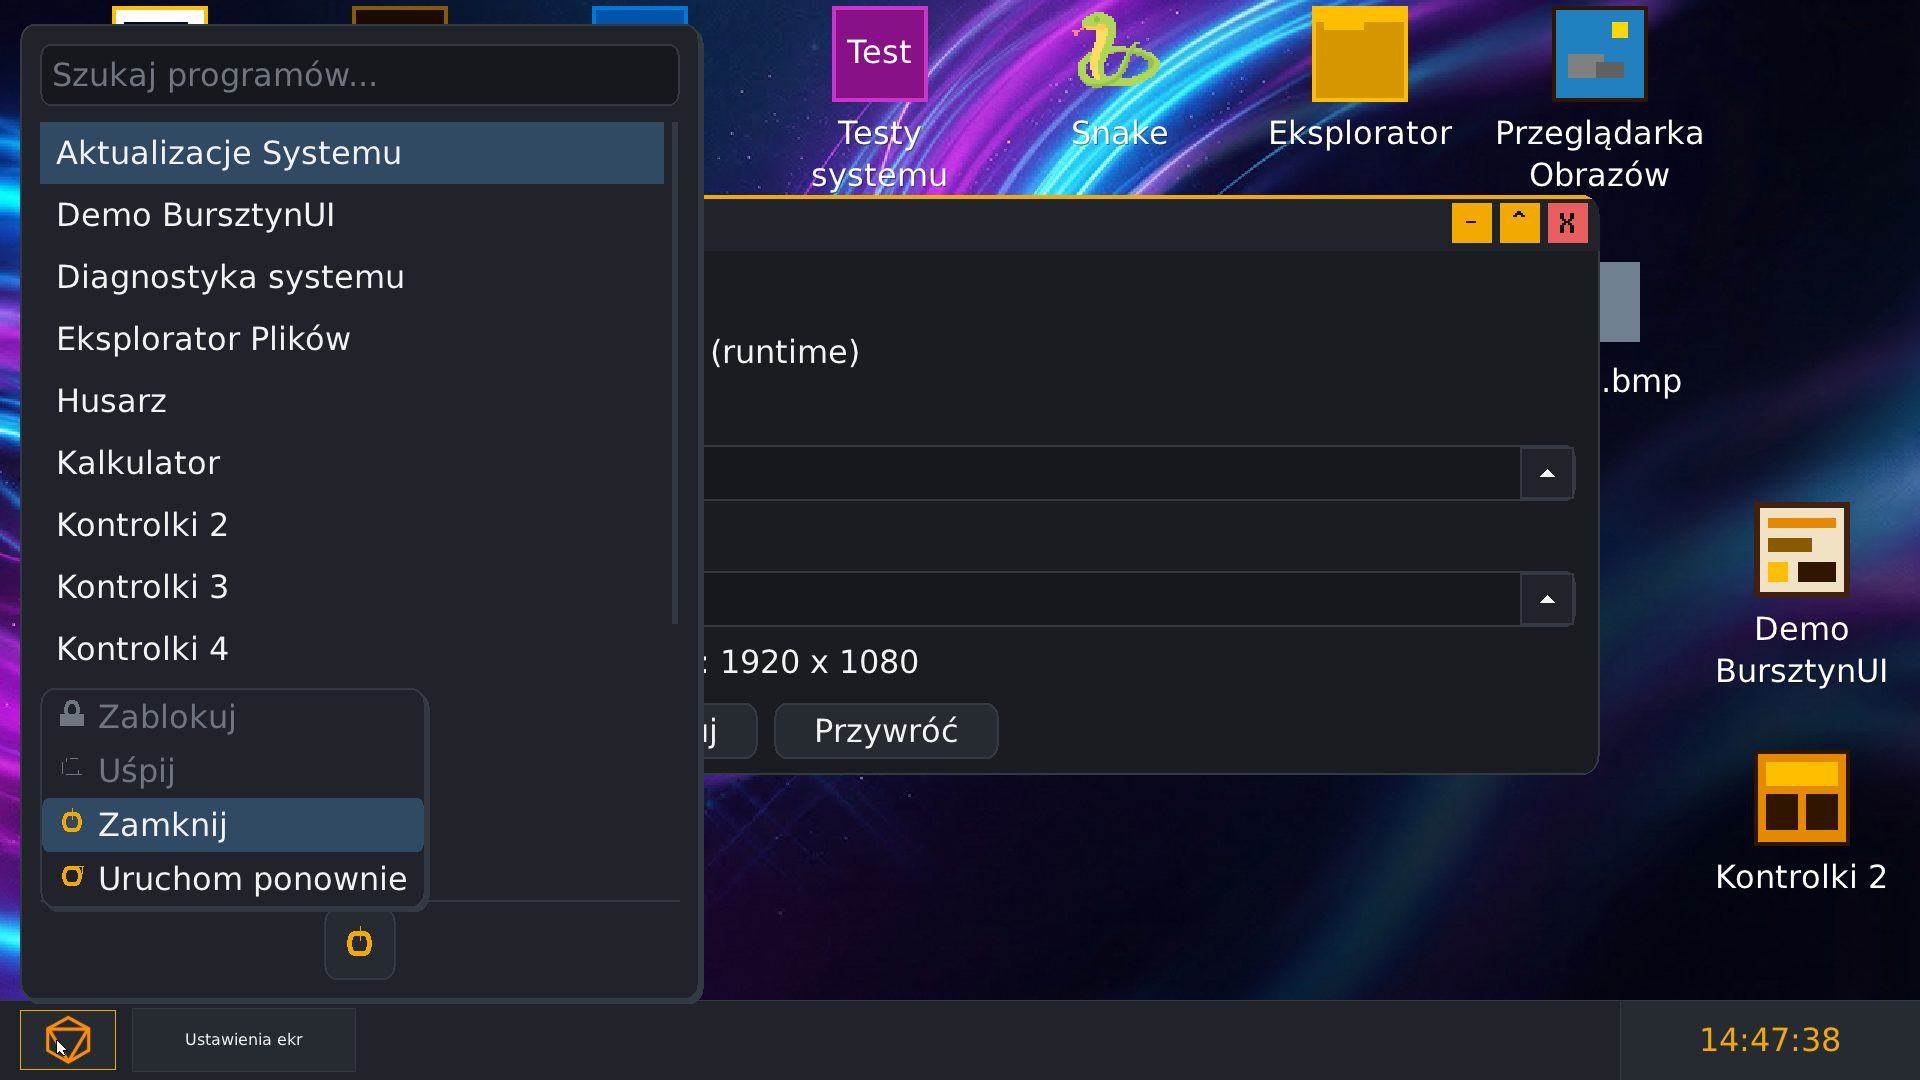 Szukaj programów...
Aktualizacje Systemu
Demo BursztynUI
Diagnostyka systemu
Eksplorator Plików
Husarz
Kalkulator
Kontrolki 2
Kontrolki 3
Kontrolki 4
Zablokuj
Uśpij
Zamknij
Uruchom ponownie
Test
Testy
systemu
Snake
Eksplorator
Przeglądarka
Obrazów
- ^ X
(runtime)
: 1920 x 1080
j
Przywróć
.bmp
Demo
BursztynUI
Kontrolki 2
Ustawienia ekr
14:47:38